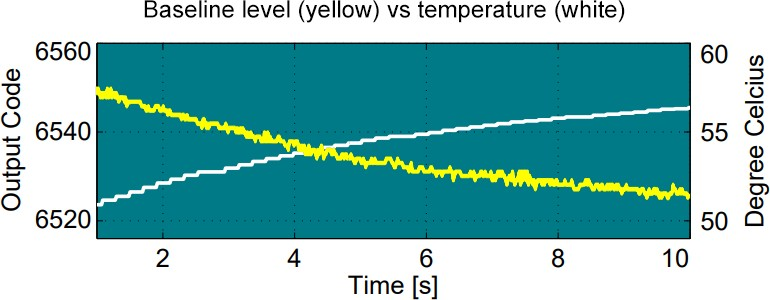 Baseline level (yellow) vs temperature (white)
6560
6540
6520
Output Code
60
55
50
Degree Celcius
2 4 6 8 10
Time [s]